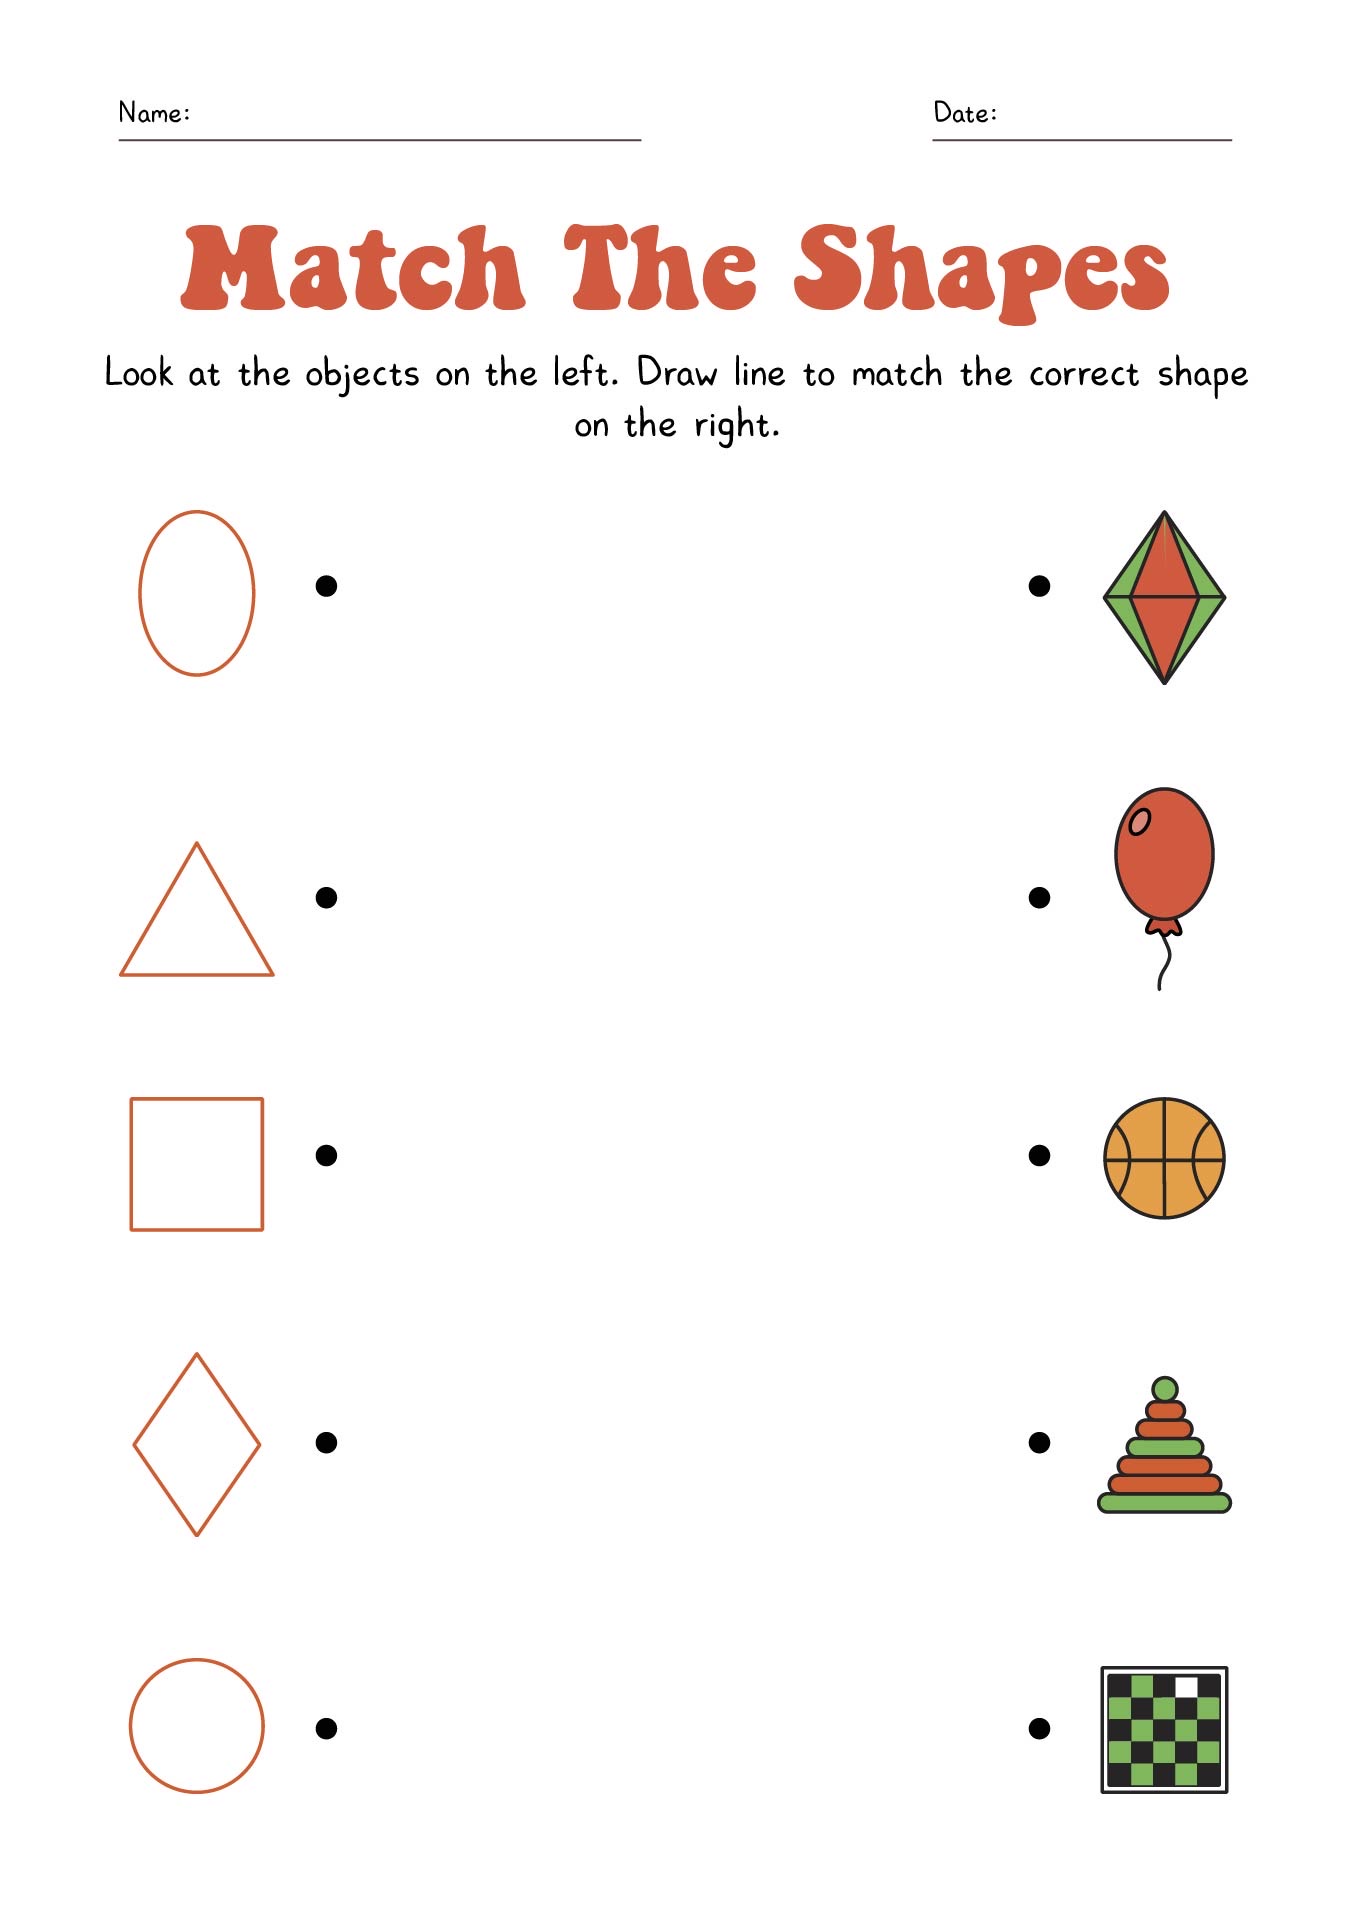 Name:
Date:
Match The Shapes
Look at the objects on the left. Draw line to match the correct shape
on the right.